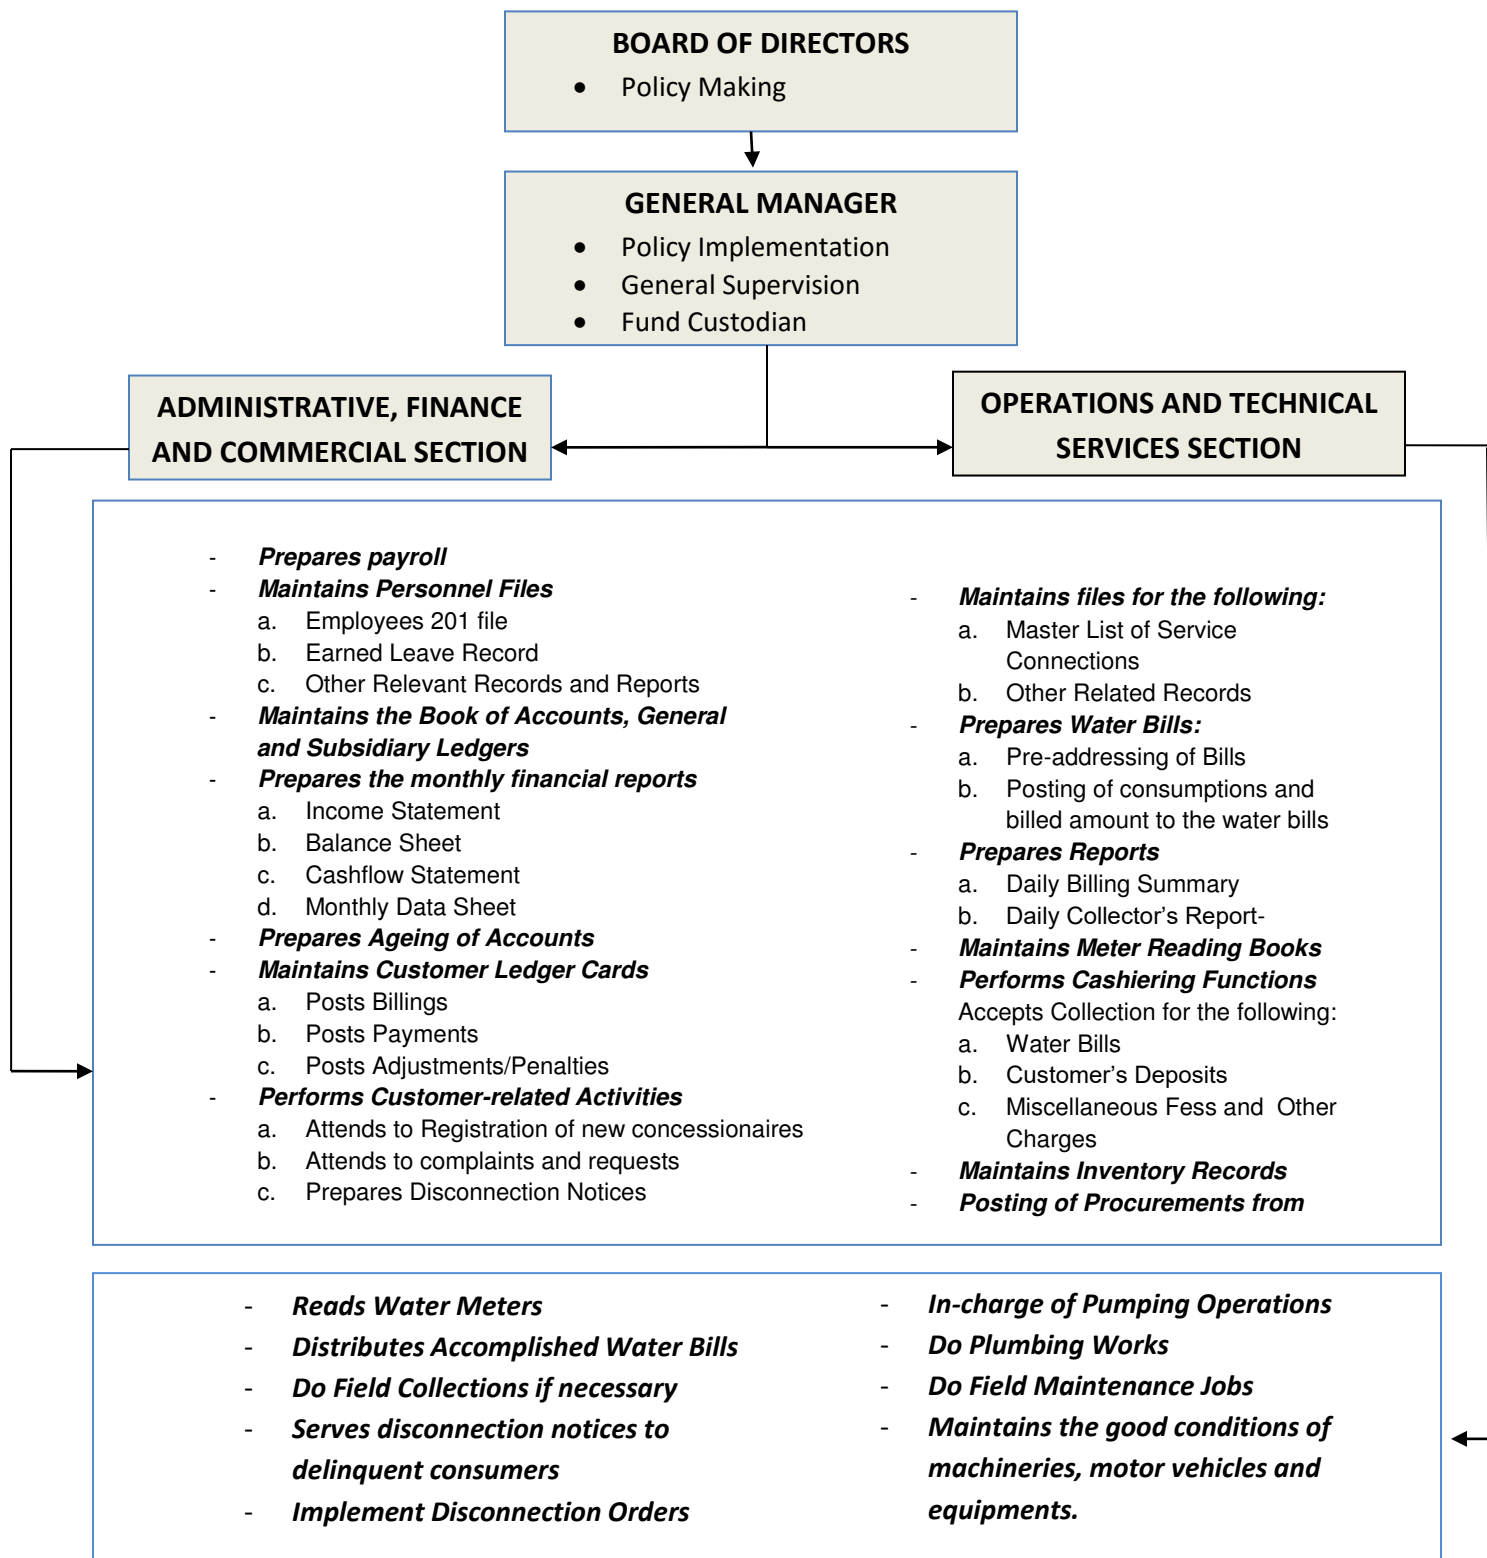 BOARD OF DIRECTORS
• Policy Making
GENERAL MANAGER
• Policy Implementation
• General Supervision
• Fund Custodian
ADMINISTRATIVE, FINANCE
AND COMMERCIAL SECTION
OPERATIONS AND TECHNICAL
SERVICES SECTION
- Prepares payroll
- Maintains Personnel Files
a. Employees 201 file
b. Earned Leave Record
c. Other Relevant Records and Reports
- Maintains the Book of Accounts, General
and Subsidiary Ledgers
- Prepares the monthly financial reports
a. Income Statement
b. Balance Sheet
c. Cashflow Statement
d. Monthly Data Sheet
- Prepares Ageing of Accounts
- Maintains Customer Ledger Cards
a. Posts Billings
b. Posts Payments
c. Posts Adjustments/Penalties
- Performs Customer-related Activities
a. Attends to Registration of new concessionaires
b. Attends to complaints and requests
c. Prepares Disconnection Notices
- Maintains files for the following:
a. Master List of Service
Connections
b. Other Related Records
- Prepares Water Bills:
a. Pre-addressing of Bills
b. Posting of consumptions and
billed amount to the water bills
- Prepares Reports
a. Daily Billing Summary
b. Daily Collector’s Report-
- Maintains Meter Reading Books
- Performs Cashiering Functions
Accepts Collection for the following:
a. Water Bills
b. Customer’s Deposits
c. Miscellaneous Fess and Other
Charges
- Maintains Inventory Records
- Posting of Procurements from
- Reads Water Meters
- Distributes Accomplished Water Bills
- Do Field Collections if necessary
- Serves disconnection notices to
delinquent consumers
- Implement Disconnection Orders
- In-charge of Pumping Operations
- Do Plumbing Works
- Do Field Maintenance Jobs
- Maintains the good conditions of
machineries, motor vehicles and
equipments.